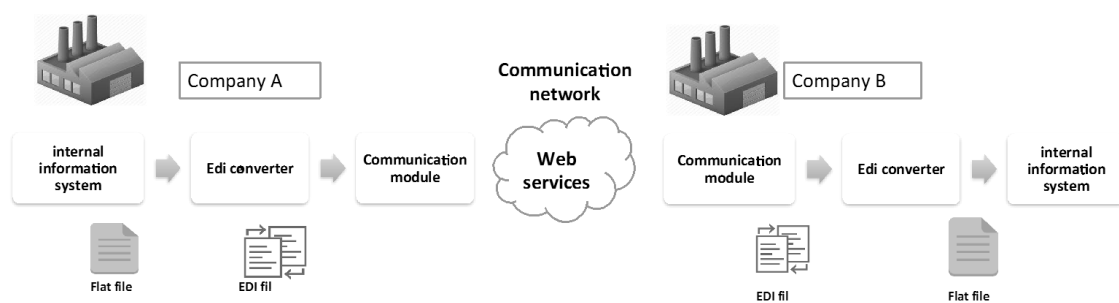 Company A
Communication
network
Company B
internal
information
system
Edi converter
Communication
module
Web
services
Communication
module
Edi converter
internal
information
system
Flat file
EDI fil
EDI fil
Flat file